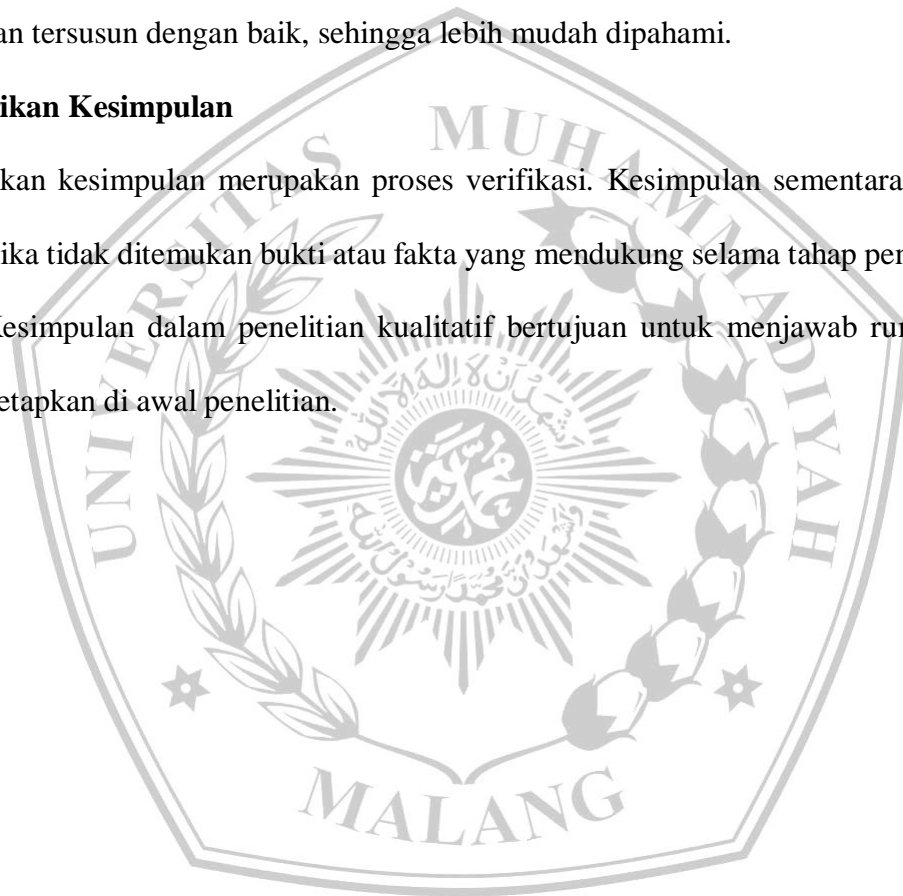 an tersusun dengan baik, sehingga lebih mudah dipahami.
ikan Kesimpulan
kan kesimpulan merupakan proses verifikasi. Kesimpulan sementara
ika tidak ditemukan bukti atau fakta yang mendukung selama tahap pen
Kesimpulan dalam penelitian kualitatif bertujuan untuk menjawab ru
etapkan di awal penelitian.
UNIVERSITAS MUHAMMADIYAH
MALANG